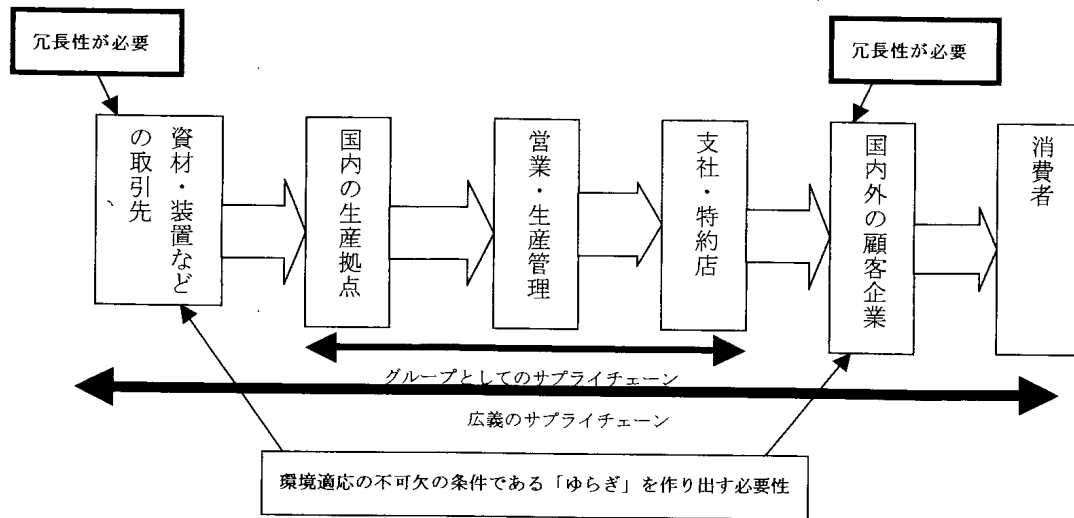 冗長性が必要
冗長性が必要
資材・装置など
の取引先
国内の生産拠点
営業・生産管理
支社・特約店
国内外の顧客企業
消費者
グループとしてのサプライチェーン
広義のサプライチェーン
環境適応の不可欠の条件である「ゆらぎ」を作り出す必要性